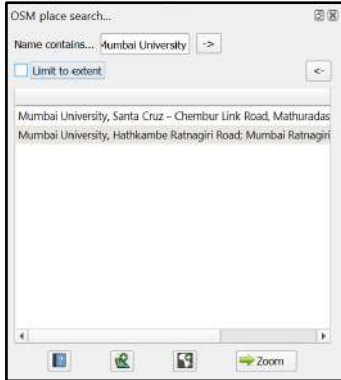 OSM place search...
Name contains... Mumbai University ->
Limit to extent <-
Mumbai University, Santa Cruz – Chembur Link Road, Mathuradas
Mumbai University, Hathkambe Ratnagiri Road; Mumbai Ratnagiri
Zoom